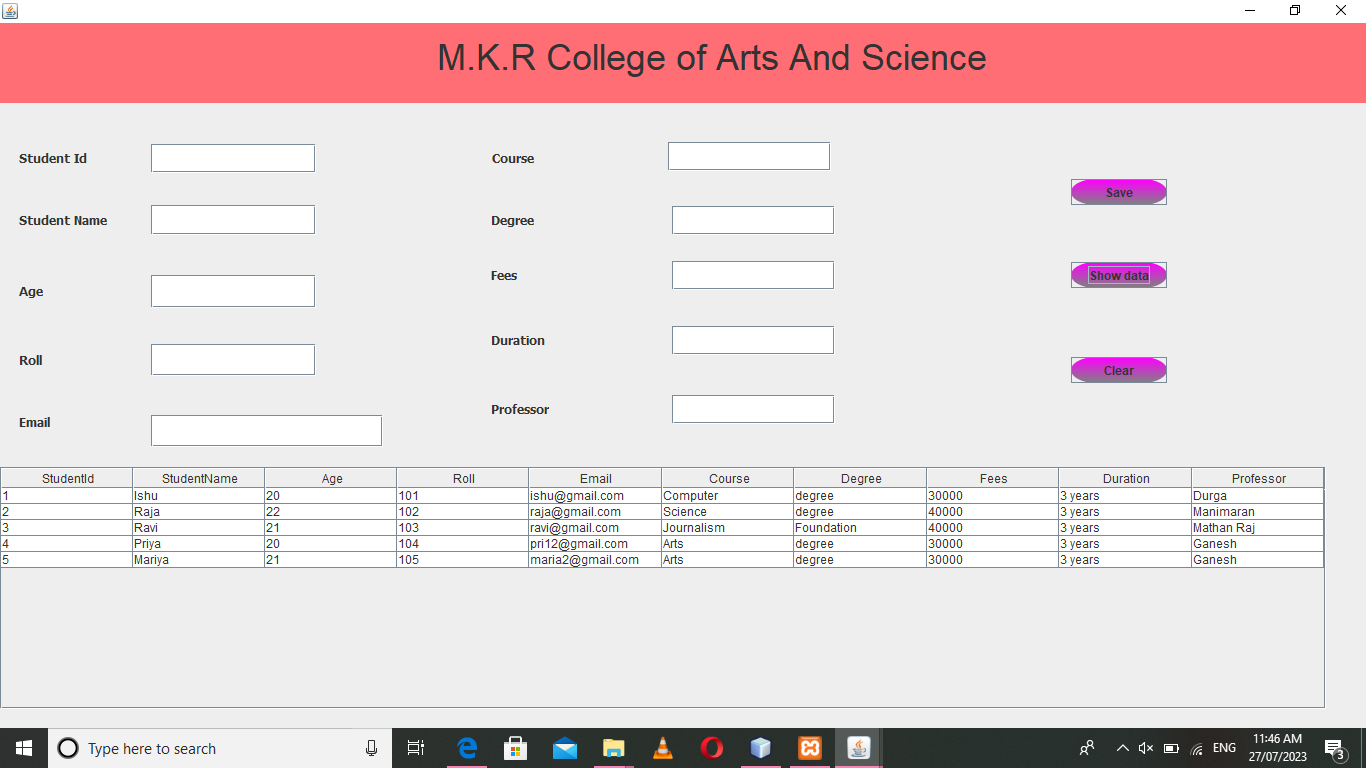 M.K.R College of Arts And Science
Student Id
Course
Save
Student Name
Degree
Fees
Show data
Age
Duration
Roll
Clear
Professor
Email
StudentId StudentName Age Roll Email Course Degree Fees Duration Professor
1 Ishu 20 101 ishu@gmail.com Computer degree 30000 3 years Durga
2 Raja 22 102 raja@gmail.com Science degree 40000 3 years Manimaran
3 Ravi 21 103 ravi@gmail.com Journalism Foundation 40000 3 years Mathan Raj
4 Priya 20 104 pri12@gmail.com Arts degree 30000 3 years Ganesh
5 Mariya 21 105 maria2@gmail.com Arts degree 30000 3 years Ganesh
Type here to search
ENG
11:46 AM
27/07/2023
3